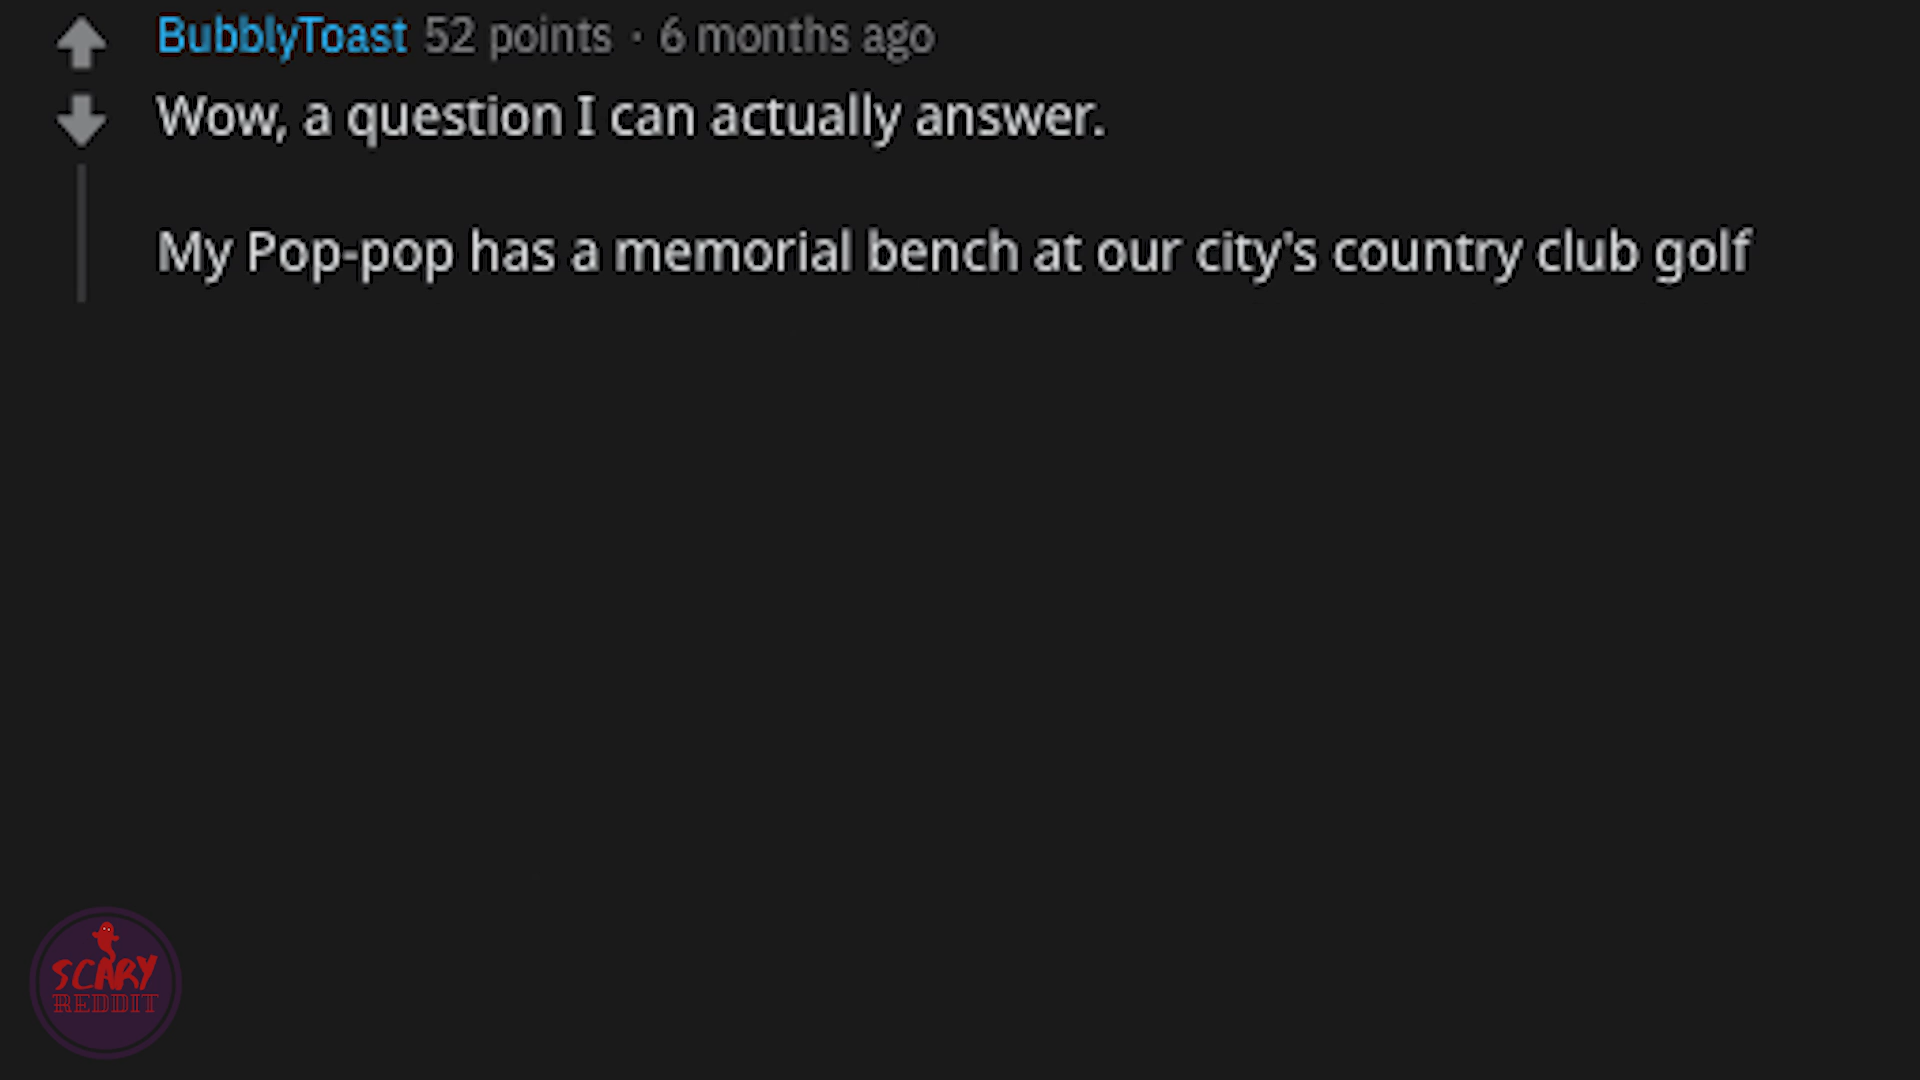 BubblyToast 52 points · 6 months ago
Wow, a question I can actually answer.
My Pop-pop has a memorial bench at our city's country club golf
SCARY
REDDIT